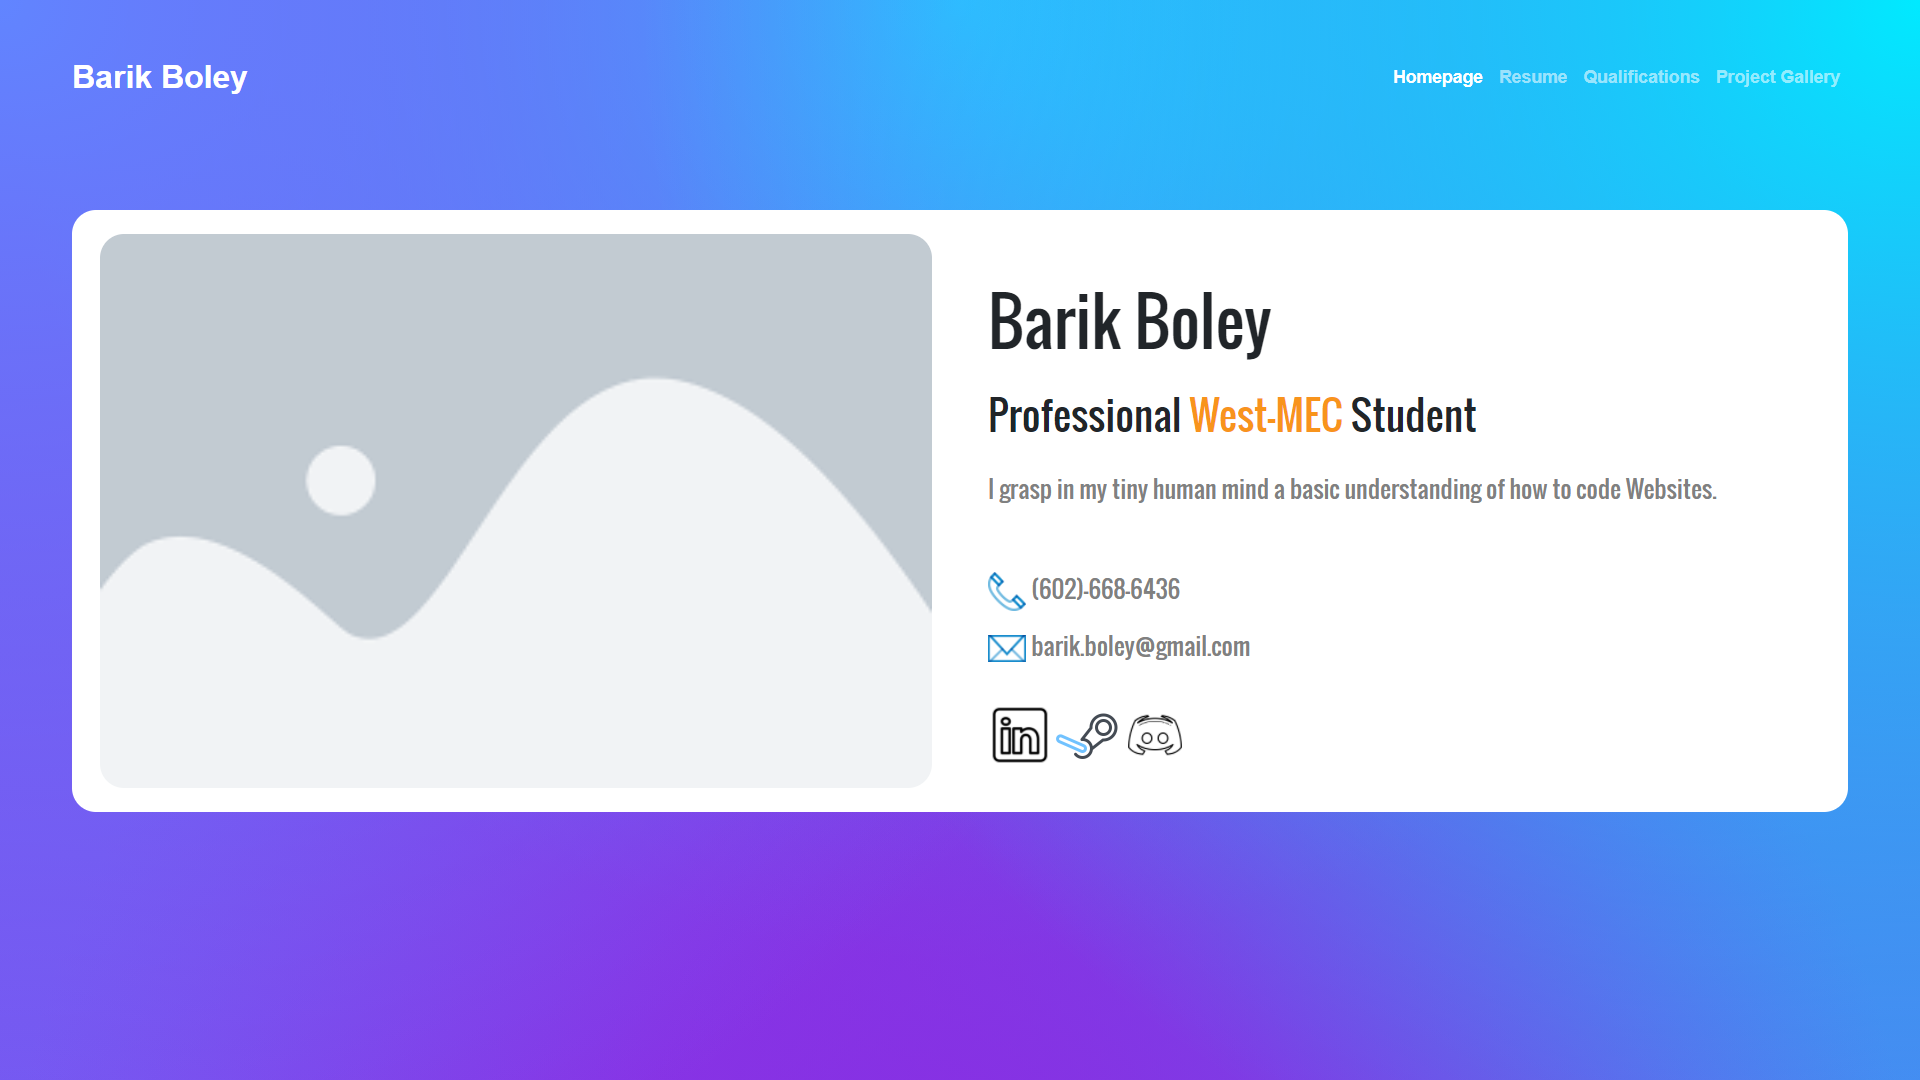 Barik Boley
Homepage Resume Qualifications Project Gallery
Barik Boley
Professional West-MEC Student
I grasp in my tiny human mind a basic understanding of how to code Websites.
(602)-668-6436
barik.boley@gmail.com
in